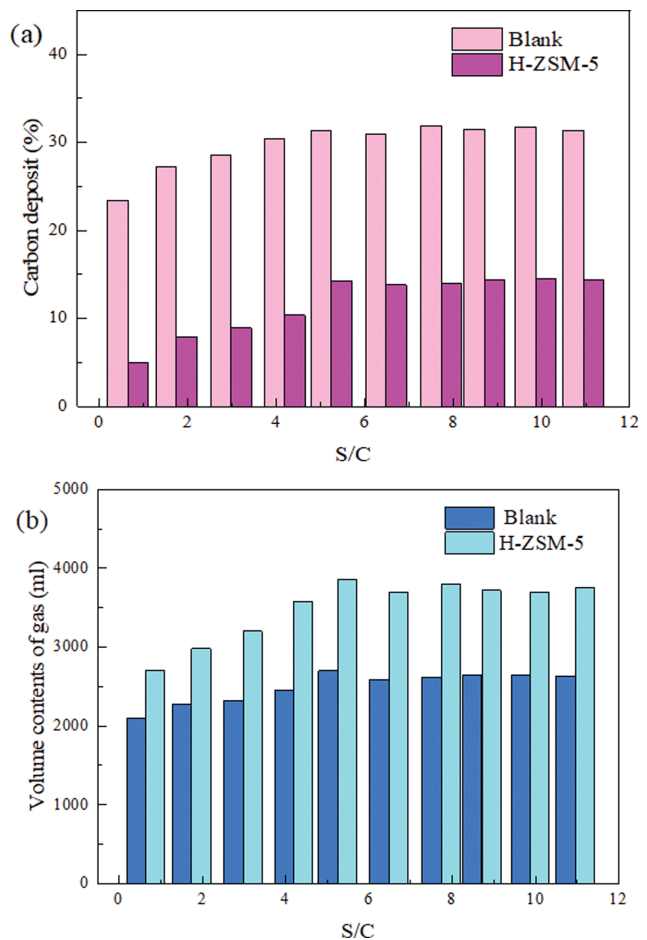 (a)
Blank
H-ZSM-5
40
30
20
10
0
Carbon deposit (%)
0 2 4 6 8 10 12
S/C
(b)
Blank
H-ZSM-5
5000
4000
3000
2000
1000
0
Volume contents of gas (ml)
0 2 4 6 8 10 12
S/C